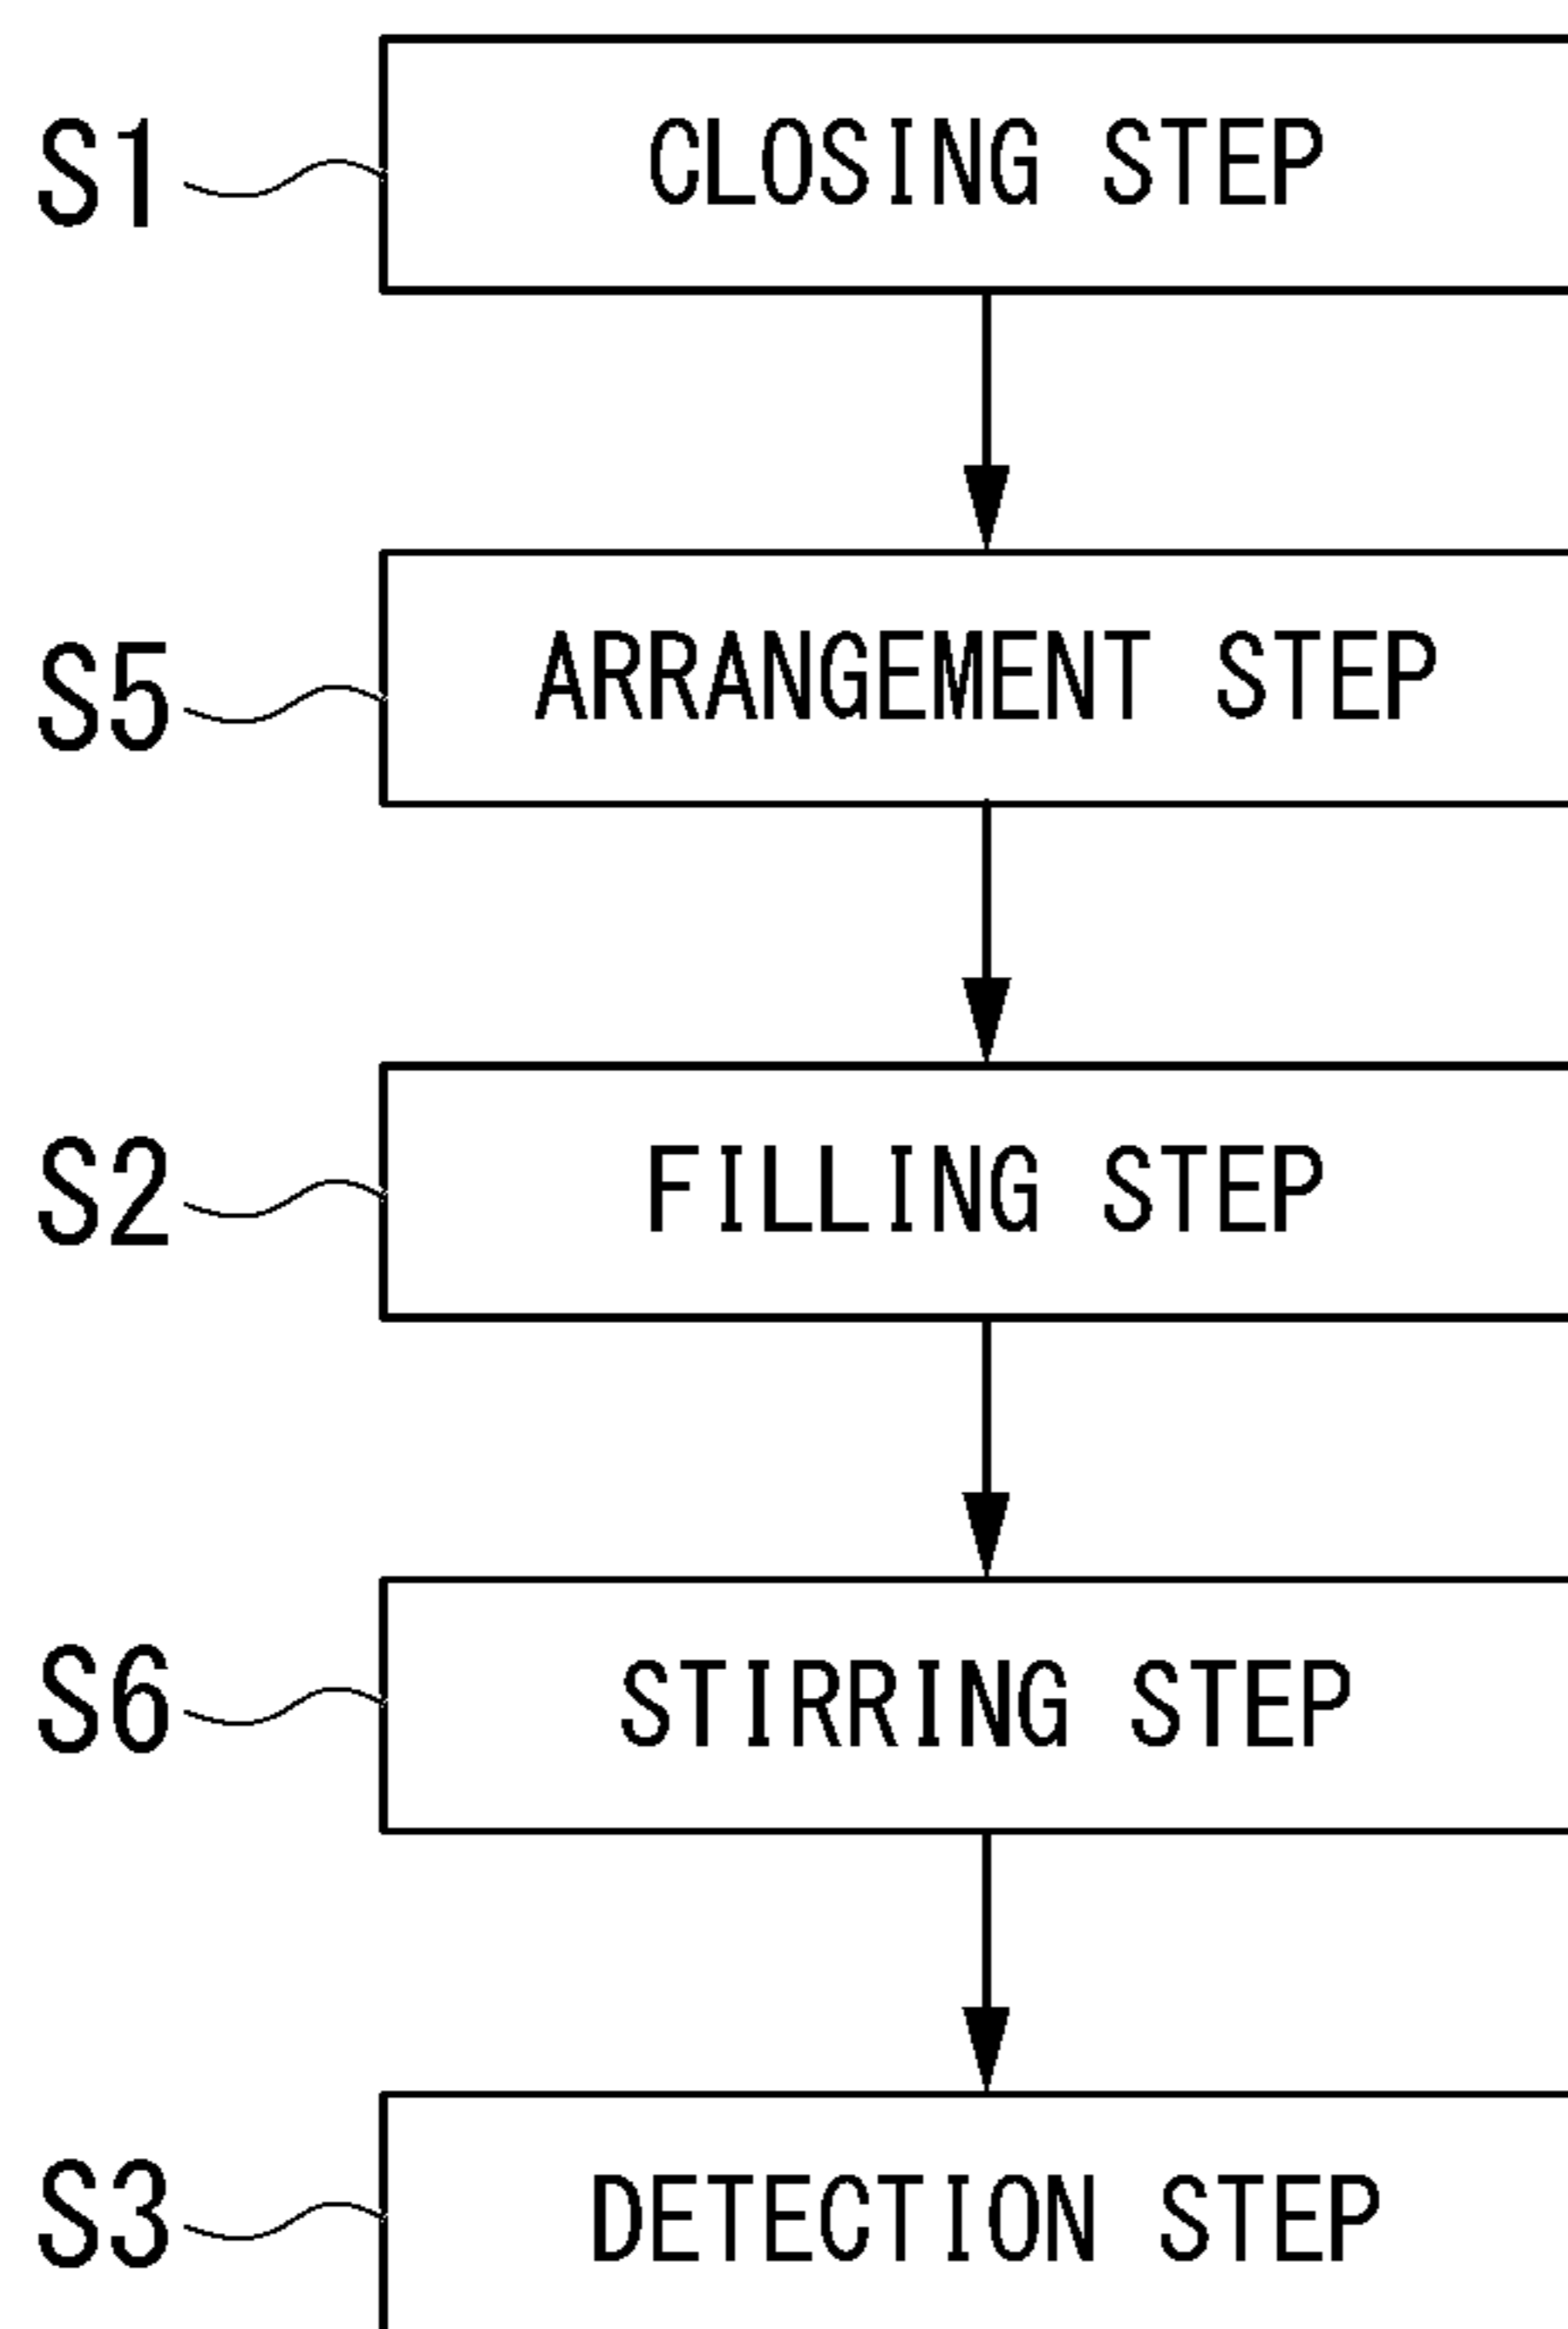 S1 CLOSING STEP
S5 ARRANGEMENT STEP
S2 FILLING STEP
S6 STIRRING STEP
S3 DETECTION STEP